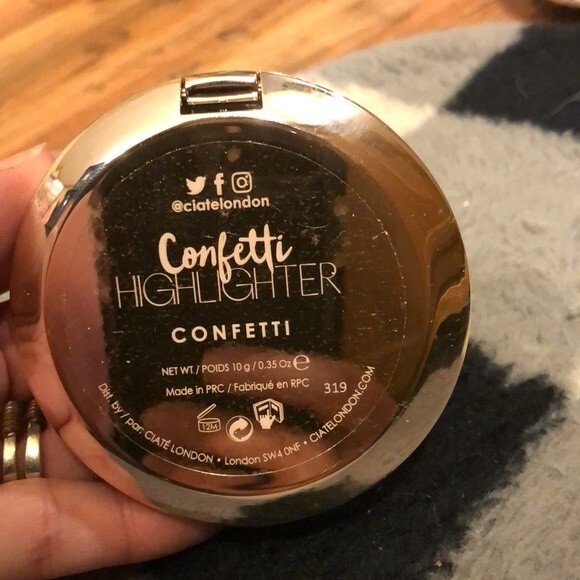 @ciatelondon
Confetti
HIGHLIGHTER
CONFETTI
NET WT / POIDS 10 g / 0.35 Oz ℮
Made in PRC / Fabriqué en RPC 319
12M
Dist. by / par: CIATÉ LONDON • London SW4 0NF • CIATELONDON.COM